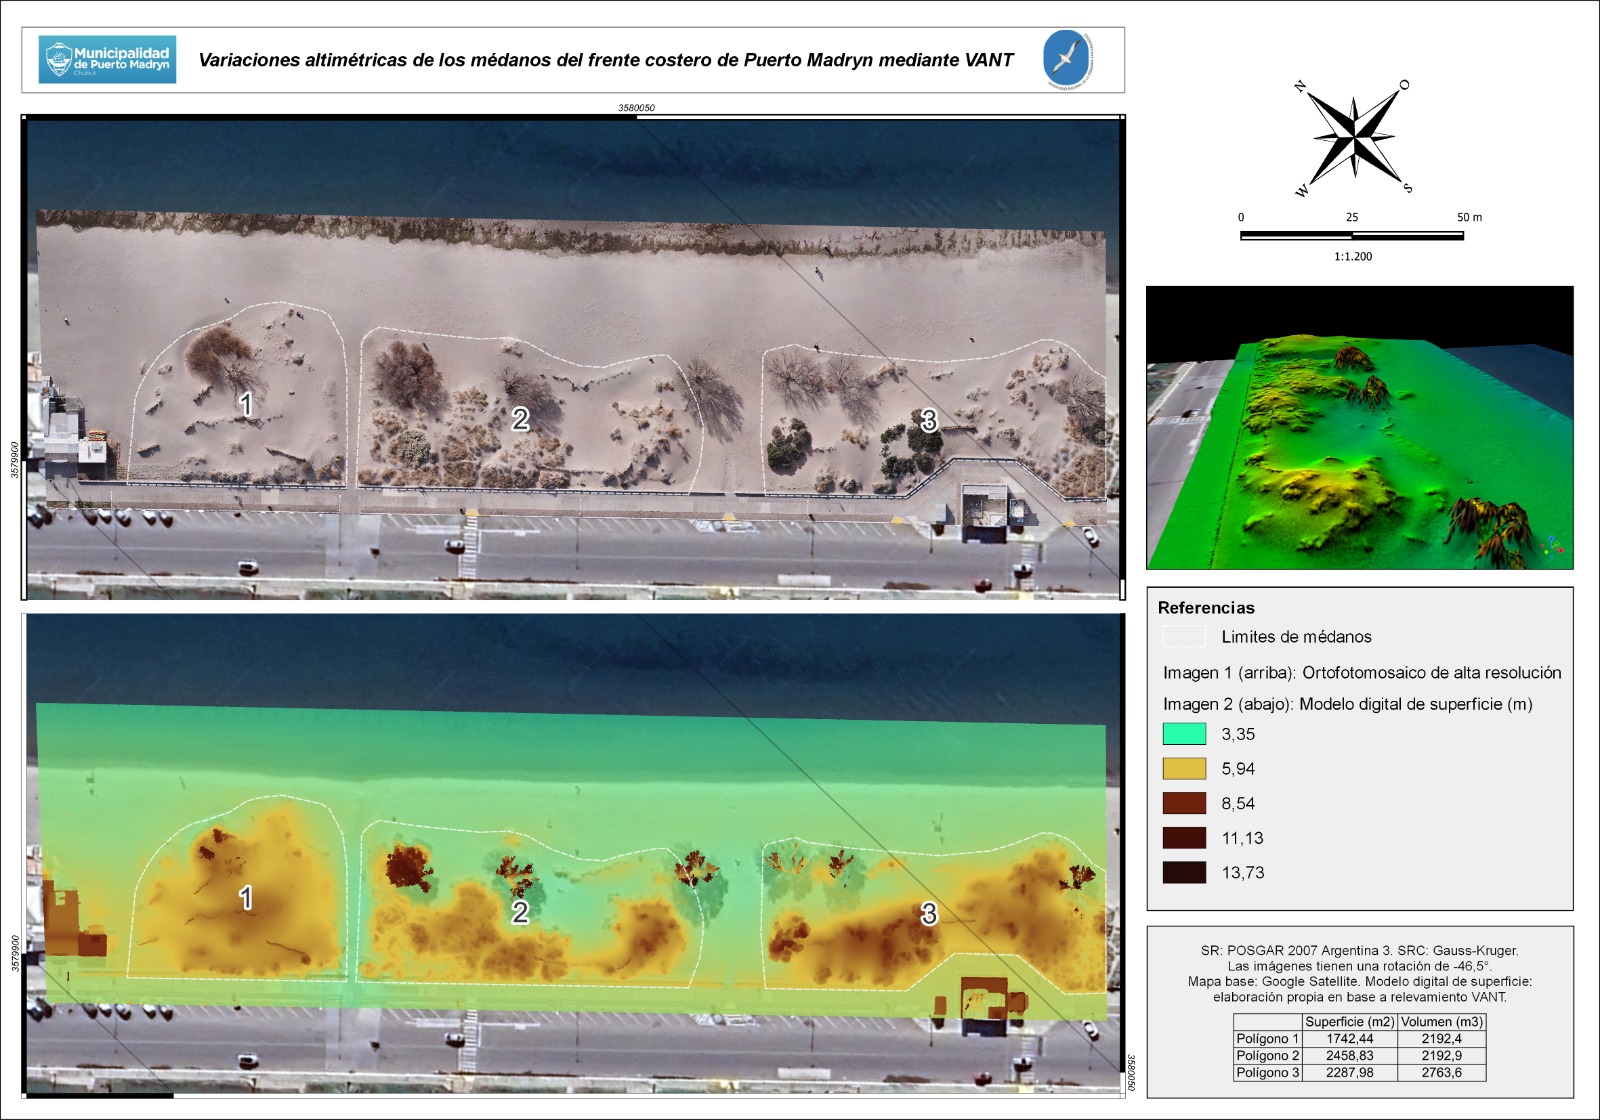 Municipalidad
de Puerto Madryn
Chubut
Variaciones altimétricas de los médanos del frente costero de Puerto Madryn mediante VANT
3580050
3579900
1
2
3
N
O
W
S
0 25 50 m
1:1.200
Referencias
Limites de médanos
Imagen 1 (arriba): Ortofotomosaico de alta resolución
Imagen 2 (abajo): Modelo digital de superficie (m)
3,35
5,94
8,54
11,13
13,73
1
2
3
3579900
3580050
SR: POSGAR 2007 Argentina 3. SRC: Gauss-Kruger.
Las imágenes tienen una rotación de -46,5°.
Mapa base: Google Satellite. Modelo digital de superficie:
elaboración propia en base a relevamiento VANT.
Superficie (m2) Volumen (m3)
Polígono 1 1742,44 2192,4
Polígono 2 2458,83 2192,9
Polígono 3 2287,98 2763,6